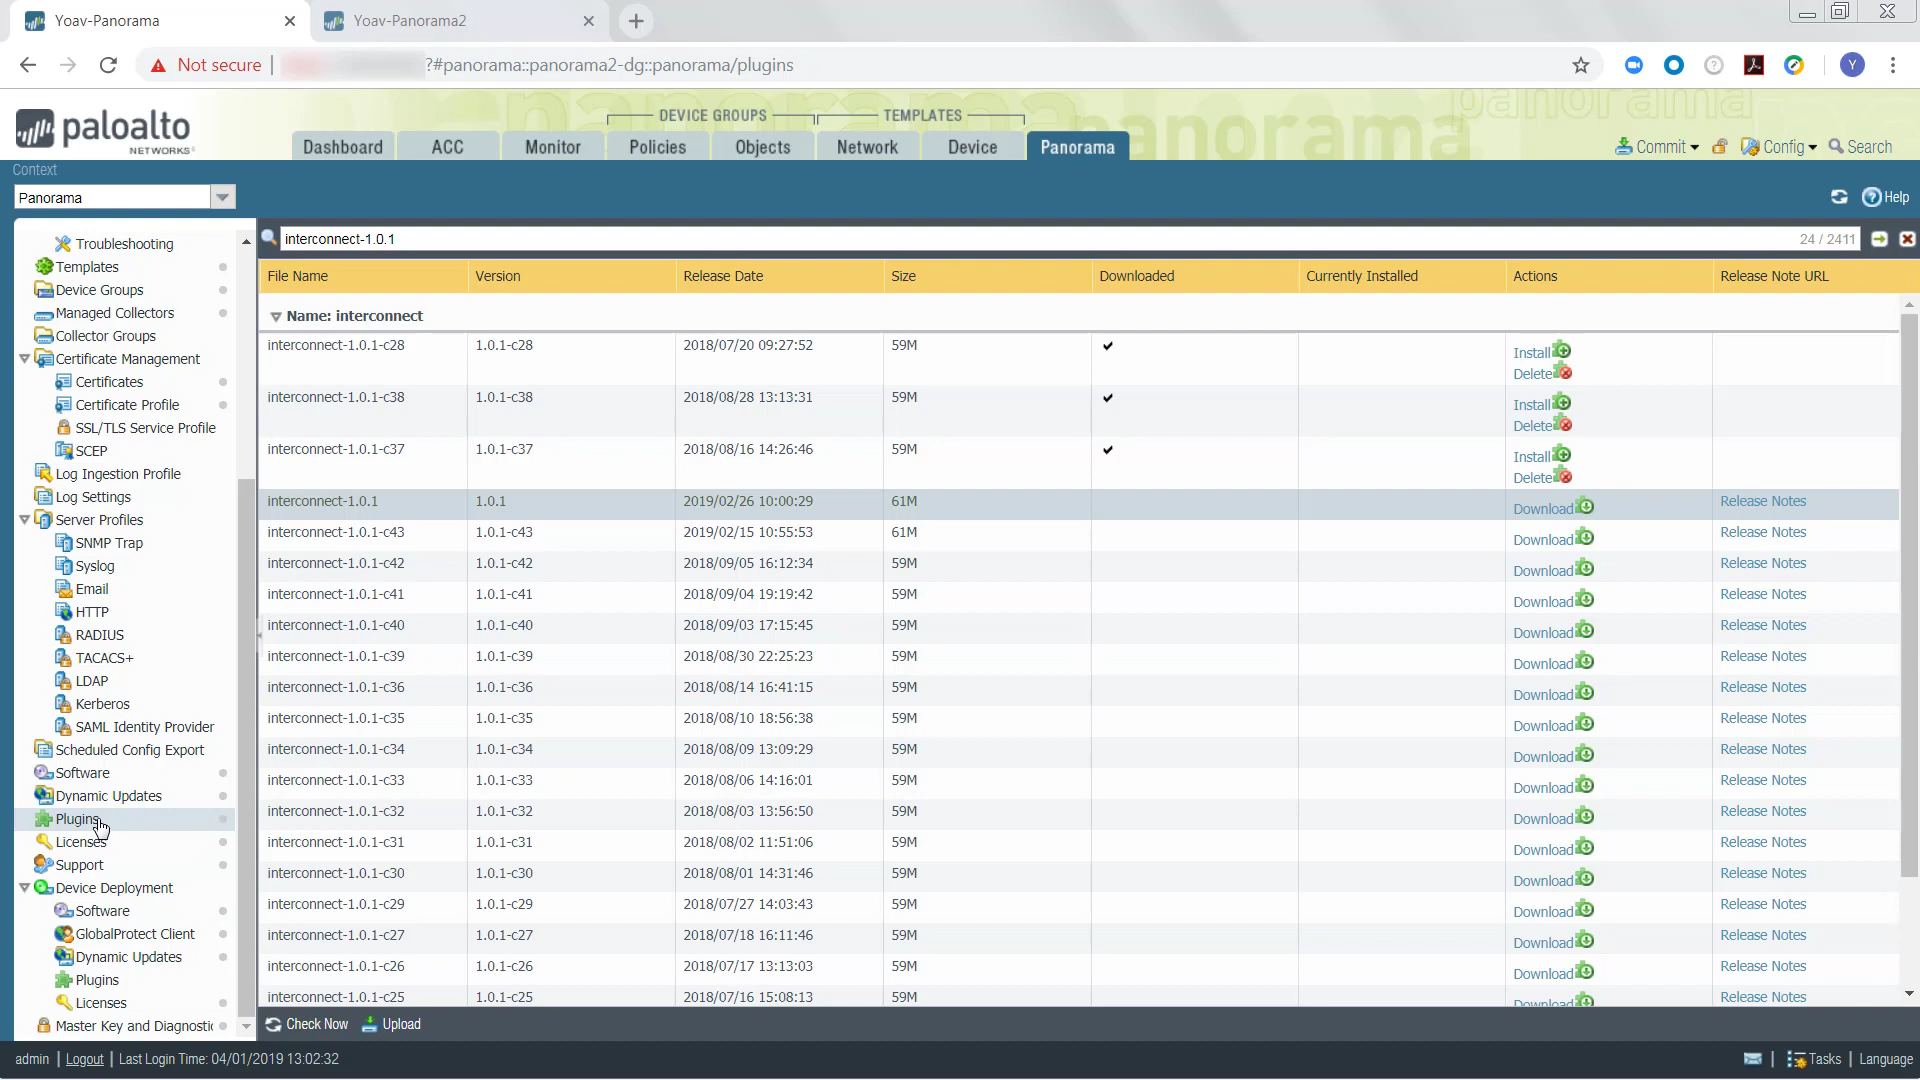 Yoav-Panorama
Yoav-Panorama2
Not secure | ?#panorama::panorama2-dg::panorama/plugins
Y
paloalto
NETWORKS
DEVICE GROUPS
TEMPLATES
Dashboard ACC Monitor Policies Objects Network Device Panorama
Commit Config Search
Context
Panorama
Help
Troubleshooting
Templates
Device Groups
Managed Collectors
Collector Groups
Certificate Management
Certificates
Certificate Profile
SSL/TLS Service Profile
SCEP
Log Ingestion Profile
Log Settings
Server Profiles
SNMP Trap
Syslog
Email
HTTP
RADIUS
TACACS+
LDAP
Kerberos
SAML Identity Provider
Scheduled Config Export
Software
Dynamic Updates
Plugins
Licenses
Support
Device Deployment
Software
GlobalProtect Client
Dynamic Updates
Plugins
Licenses
Master Key and Diagnostic
interconnect-1.0.1 24 / 2411
File Name Version Release Date Size Downloaded Currently Installed Actions Release Note URL
Name: interconnect
interconnect-1.0.1-c28 1.0.1-c28 2018/07/20 09:27:52 59M Install
Delete
interconnect-1.0.1-c38 1.0.1-c38 2018/08/28 13:13:31 59M Install
Delete
interconnect-1.0.1-c37 1.0.1-c37 2018/08/16 14:26:46 59M Install
Delete
interconnect-1.0.1 1.0.1 2019/02/26 10:00:29 61M Download Release Notes
interconnect-1.0.1-c43 1.0.1-c43 2019/02/15 10:55:53 61M Download Release Notes
interconnect-1.0.1-c42 1.0.1-c42 2018/09/05 16:12:34 59M Download Release Notes
interconnect-1.0.1-c41 1.0.1-c41 2018/09/04 19:19:42 59M Download Release Notes
interconnect-1.0.1-c40 1.0.1-c40 2018/09/03 17:15:45 59M Download Release Notes
interconnect-1.0.1-c39 1.0.1-c39 2018/08/30 22:25:23 59M Download Release Notes
interconnect-1.0.1-c36 1.0.1-c36 2018/08/14 16:41:15 59M Download Release Notes
interconnect-1.0.1-c35 1.0.1-c35 2018/08/10 18:56:38 59M Download Release Notes
interconnect-1.0.1-c34 1.0.1-c34 2018/08/09 13:09:29 59M Download Release Notes
interconnect-1.0.1-c33 1.0.1-c33 2018/08/06 14:16:01 59M Download Release Notes
interconnect-1.0.1-c32 1.0.1-c32 2018/08/03 13:56:50 59M Download Release Notes
interconnect-1.0.1-c31 1.0.1-c31 2018/08/02 11:51:06 59M Download Release Notes
interconnect-1.0.1-c30 1.0.1-c30 2018/08/01 14:31:46 59M Download Release Notes
interconnect-1.0.1-c29 1.0.1-c29 2018/07/27 14:03:43 59M Download Release Notes
interconnect-1.0.1-c27 1.0.1-c27 2018/07/18 16:11:46 59M Download Release Notes
interconnect-1.0.1-c26 1.0.1-c26 2018/07/17 13:13:03 59M Download Release Notes
interconnect-1.0.1-c25 1.0.1-c25 2018/07/16 15:08:13 59M Download Release Notes
Check Now Upload
admin | Logout | Last Login Time: 04/01/2019 13:02:32
Tasks | Language